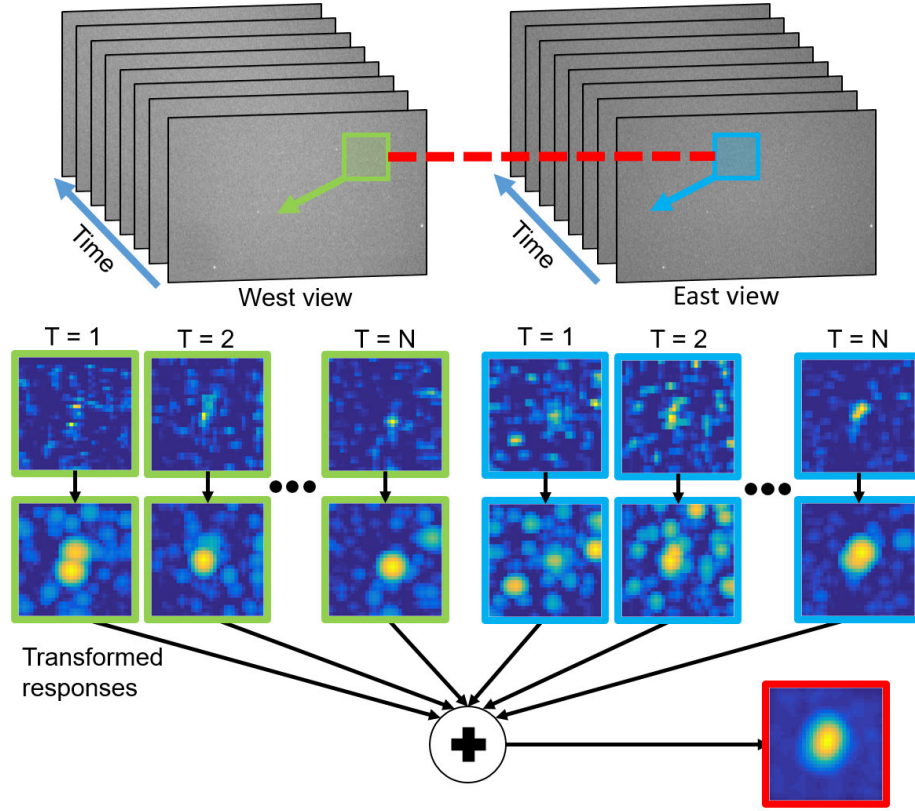 Time
West view
Time
East view
T = 1
T = 2
T = N
T = 1
T = 2
T = N
Transformed
responses